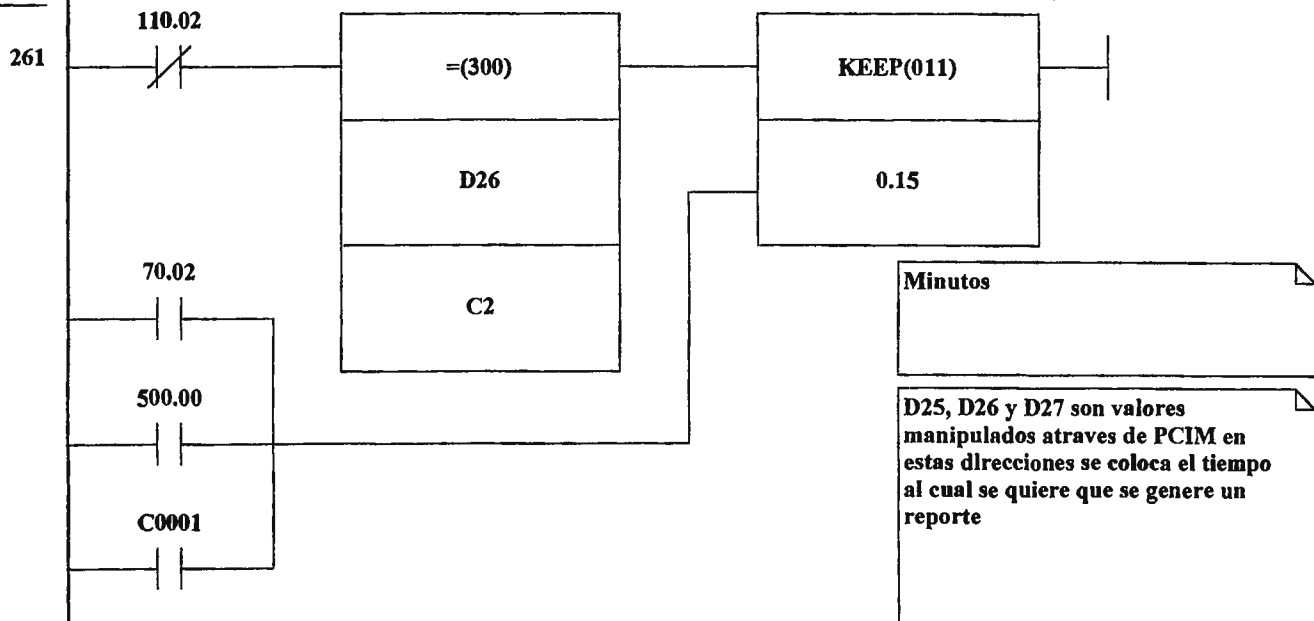 110.02
261
=(300)
KEEP(011)
D26
0.15
70.02
C2
Minutos
500.00
D25, D26 y D27 son valores
manipulados atraves de PCIM en
estas direcciones se coloca el tiempo
al cual se quiere que se genere un
reporte
C0001